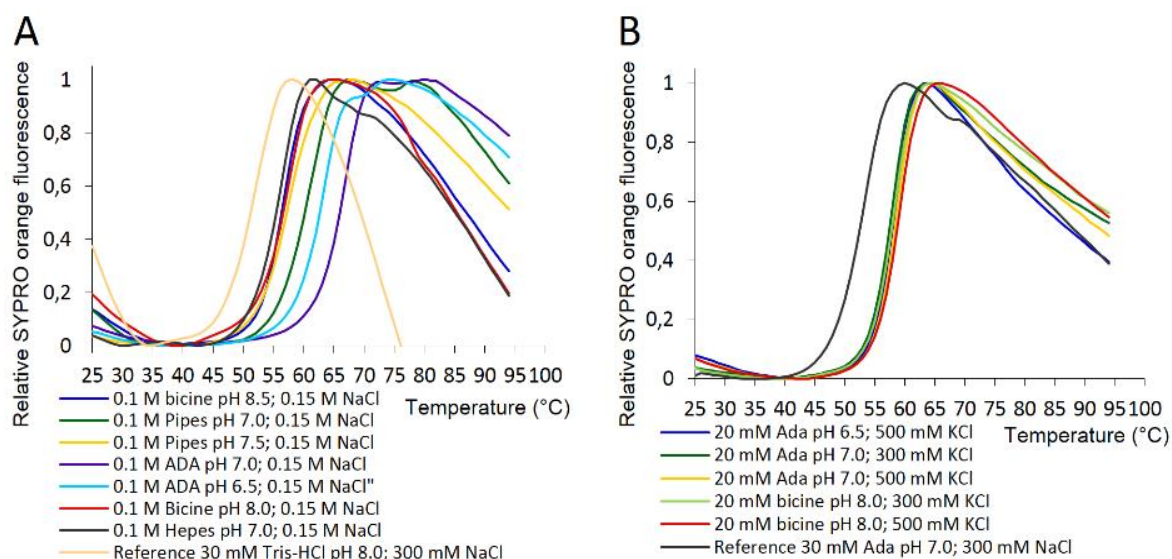 A
B
Relative SYPRO orange fluorescence
1
0,8
0,6
0,4
0,2
0
25 30 35 40 45 50 55 60 65 70 75 80 85 90 95 100
Temperature (°C)
0.1 M bicine pH 8.5; 0.15 M NaCl
0.1 M Pipes pH 7.0; 0.15 M NaCl
0.1 M Pipes pH 7.5; 0.15 M NaCl
0.1 M ADA pH 7.0; 0.15 M NaCl
0.1 M ADA pH 6.5; 0.15 M NaCl"
0.1 M Bicine pH 8.0; 0.15 M NaCl
0.1 M Hepes pH 7.0; 0.15 M NaCl
Reference 30 mM Tris-HCl pH 8.0; 300 mM NaCl
Relative SYPRO orange fluorescence
1
0,8
0,6
0,4
0,2
0
25 30 35 40 45 50 55 60 65 70 75 80 85 90 95 100
Temperature (°C)
20 mM Ada pH 6.5; 500 mM KCl
20 mM Ada pH 7.0; 300 mM KCl
20 mM Ada pH 7.0; 500 mM KCl
20 mM bicine pH 8.0; 300 mM KCl
20 mM bicine pH 8.0; 500 mM KCl
Reference 30 mM Ada pH 7.0; 300 mM NaCl